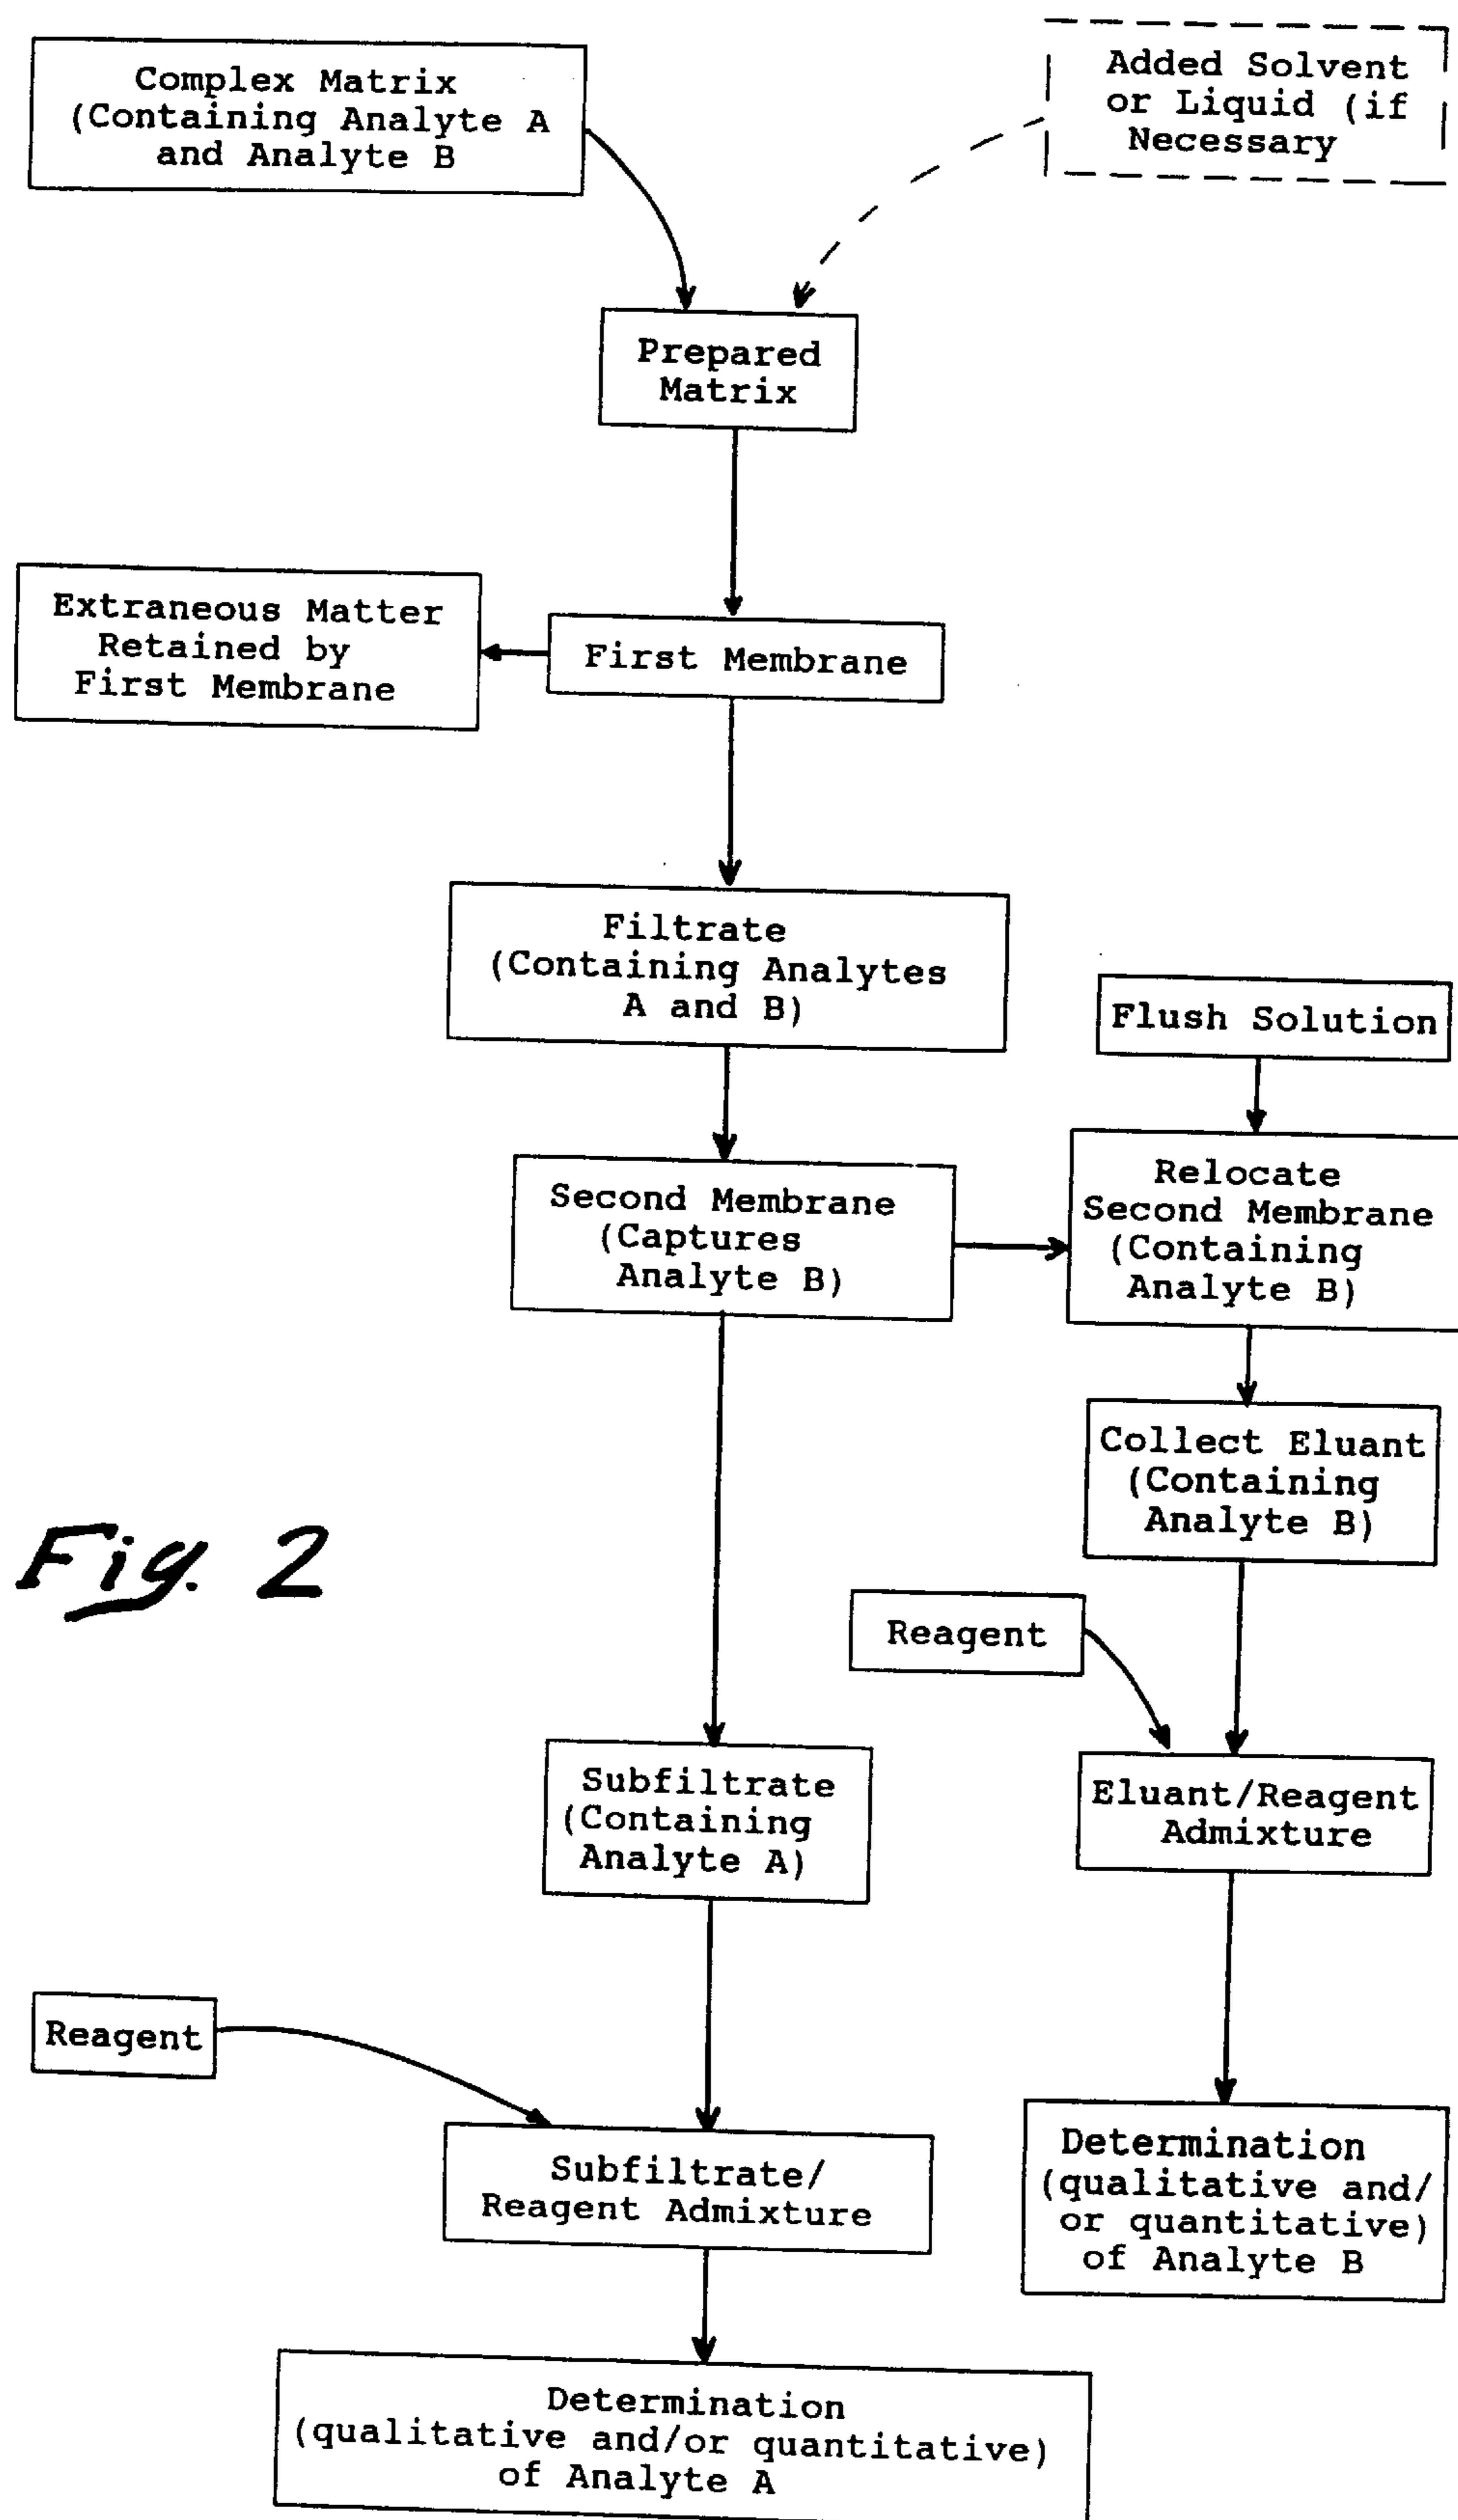 Complex Matrix
(Containing Analyte A
and Analyte B
Added Solvent
or Liquid (if
Necessary
Prepared
Matrix
Extraneous Matter
Retained by
First Membrane
First Membrane
Filtrate
(Containing Analytes
A and B)
Flush Solution
Second Membrane
(Captures
Analyte B)
Relocate
Second Membrane
(Containing
Analyte B)
Collect Eluant
(Containing
Analyte B)
Fig. 2
Reagent
Subfiltrate
(Containing
Analyte A)
Eluant/Reagent
Admixture
Reagent
Subfiltrate/
Reagent Admixture
Determination
(qualitative and/
or quantitative)
of Analyte B
Determination
(qualitative and/or quantitative)
of Analyte A